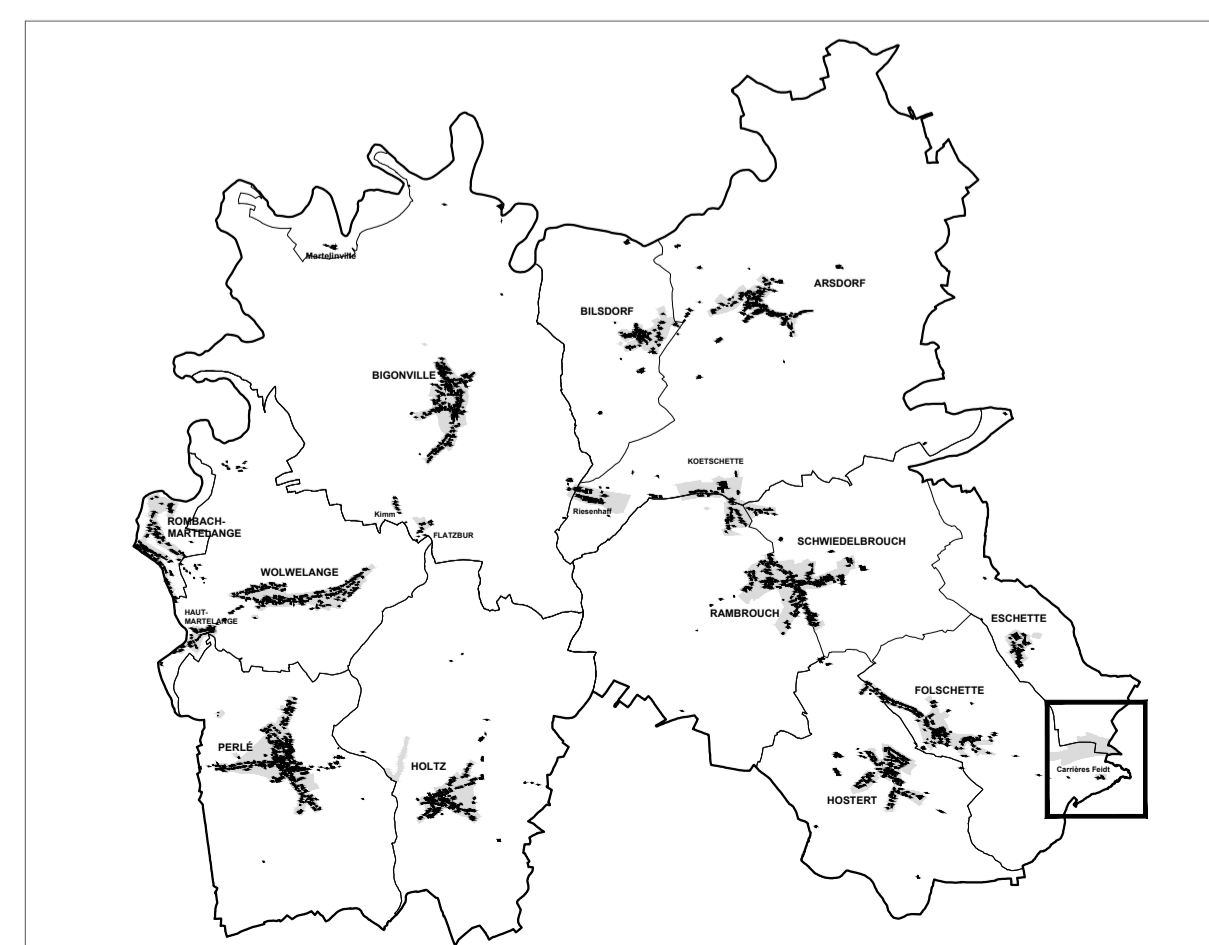 Martelinville
ARSDORF
BILSDORF
BIGONVILLE
KOETSCHETTE
Kimm
Riesenhaff
ROMBACH-
MARTELANGE
FLATZBUR
SCHWIEDELBROUCH
WOLWELANGE
HAUT-
MARTELANGE
RAMBROUCH
ESCHETTE
FOLSCHETTE
PERLÉ
HOLTZ
Carrières Feidt
HOSTERT